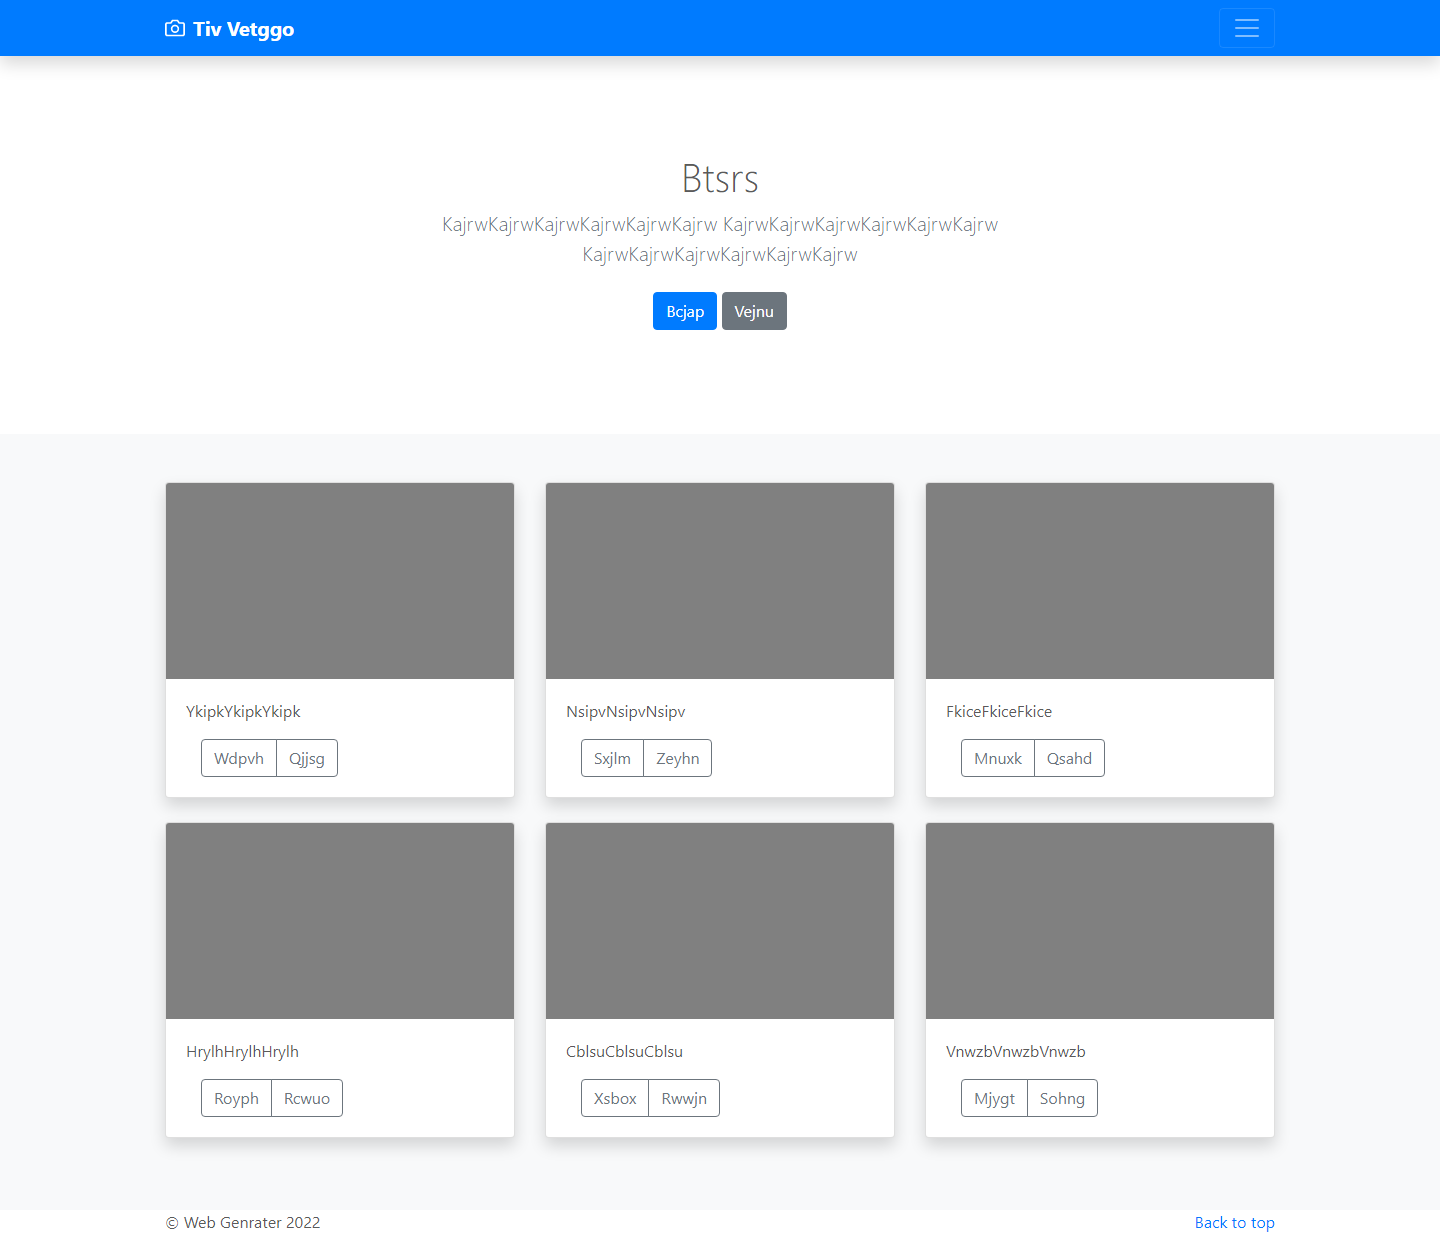 Tiv Vetggo
Btsrs
KajrwKajrwKajrwKajrwKajrwKajrw KajrwKajrwKajrwKajrwKajrwKajrw
KajrwKajrwKajrwKajrwKajrwKajrw
Bcjap Vejnu
YkipkYkipkYkipk NsipvNsipvNsipv FkiceFkiceFkice
Wdpvh Qjjsg Sxjlm Zeyhn Mnuxk Qsahd
HrylhHrylhHrylh CblsuCblsuCblsu VnwzbVnwzbVnwzb
Royph Rcwuo Xsbox Rwwjn Mjygt Sohng
© Web Genrater 2022 Back to top